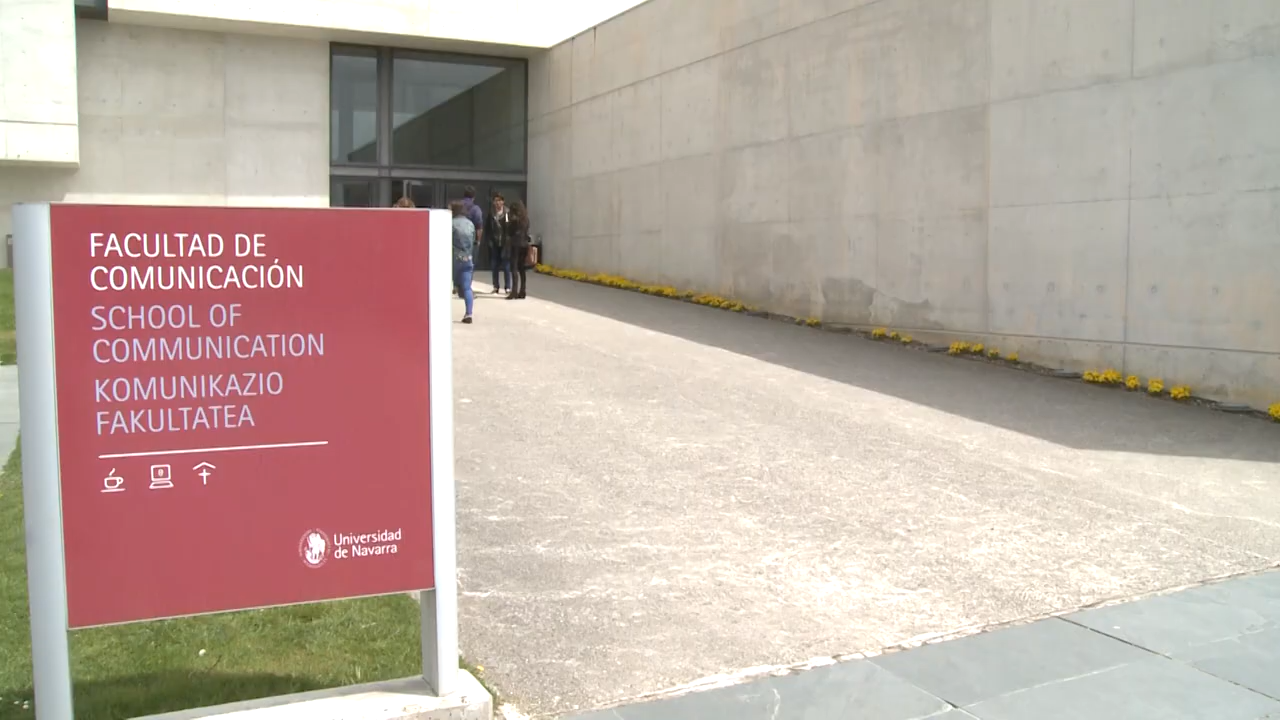 FACULTAD DE
COMUNICACIÓN
SCHOOL OF
COMMUNICATION
KOMUNIKAZIO
FAKULTATEA
Universidad
de Navarra